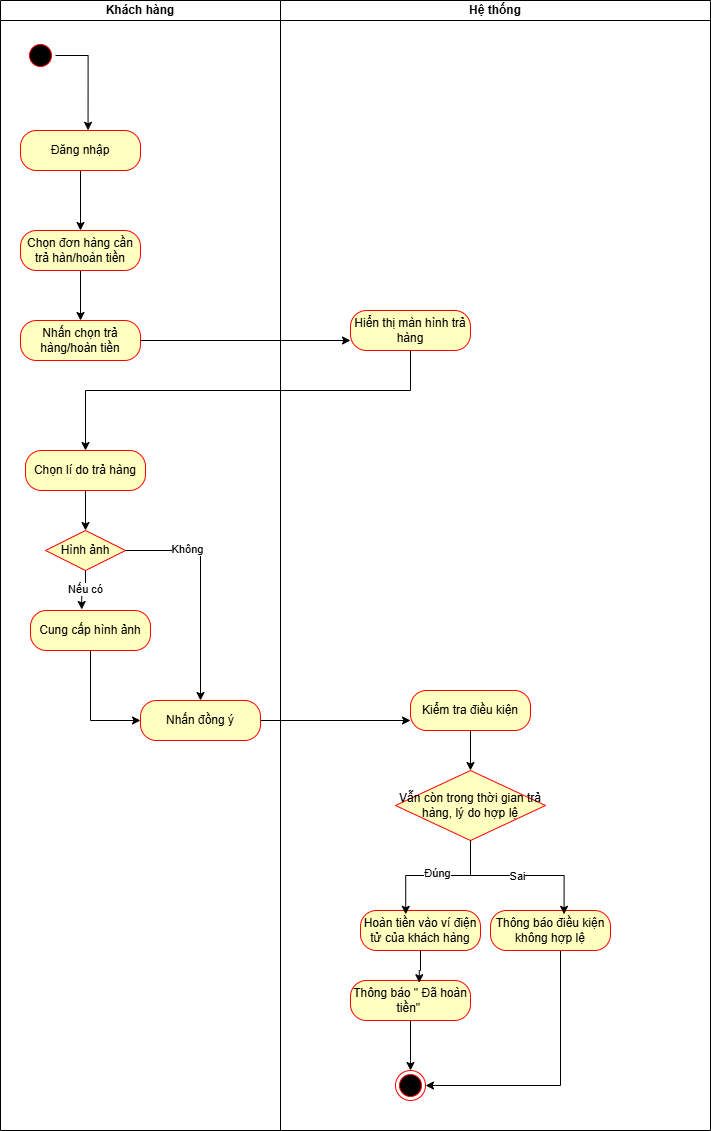 Khách hàng
Hệ thống
Đăng nhập
Chọn đơn hàng cần
trả hàn/hoàn tiền
Nhấn chọn trả
hàng/hoàn tiền
Hiển thị màn hình trả
hàng
Chọn lí do trả hàng
Hình ảnh
Không
Nếu có
Cung cấp hình ảnh
Nhấn đồng ý
Kiểm tra điều kiện
Vẫn còn trong thời gian trả
hàng, lý do hợp lệ
Đúng
Sai
Hoàn tiền vào ví điện
tử của khách hàng
Thông báo điều kiện
không hợp lệ
Thông báo " Đã hoàn
tiền"